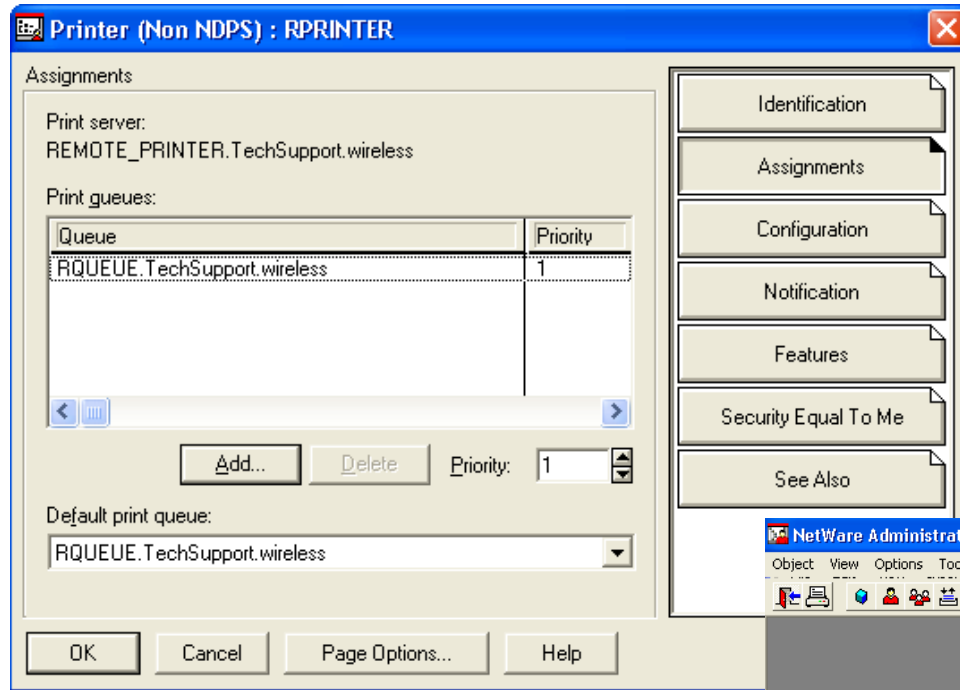 Printer (Non NDPS) : RPRINTER
Assignments
Print server:
REMOTE_PRINTER.TechSupport.wireless
Print queues:
Queue Priority
RQUEUE.TechSupport.wireless 1
Add... Delete Priority: 1
Default print queue:
RQUEUE.TechSupport.wireless
OK Cancel Page Options... Help
Identification
Assignments
Configuration
Notification
Features
Security Equal To Me
See Also
NetWare Administrat
Object View Options Too